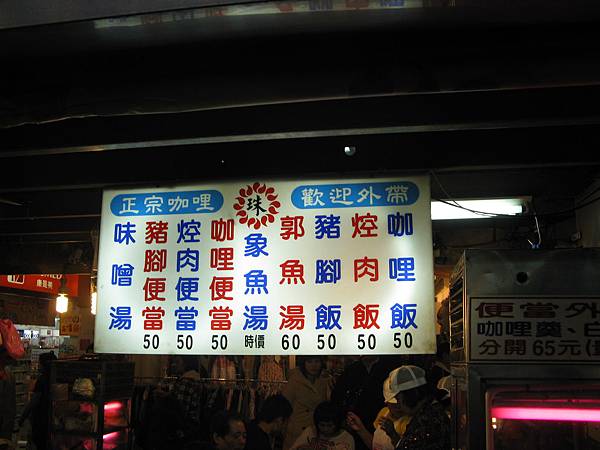 正宗咖哩
珠
歡迎外帶
咖哩飯 50
焢肉飯 50
豬腳飯 50
郭魚湯 60
象魚湯 時價
咖哩便當 50
焢肉便當 50
豬腳便當 50
味噌湯
便當外
咖哩羹、白
分開65元